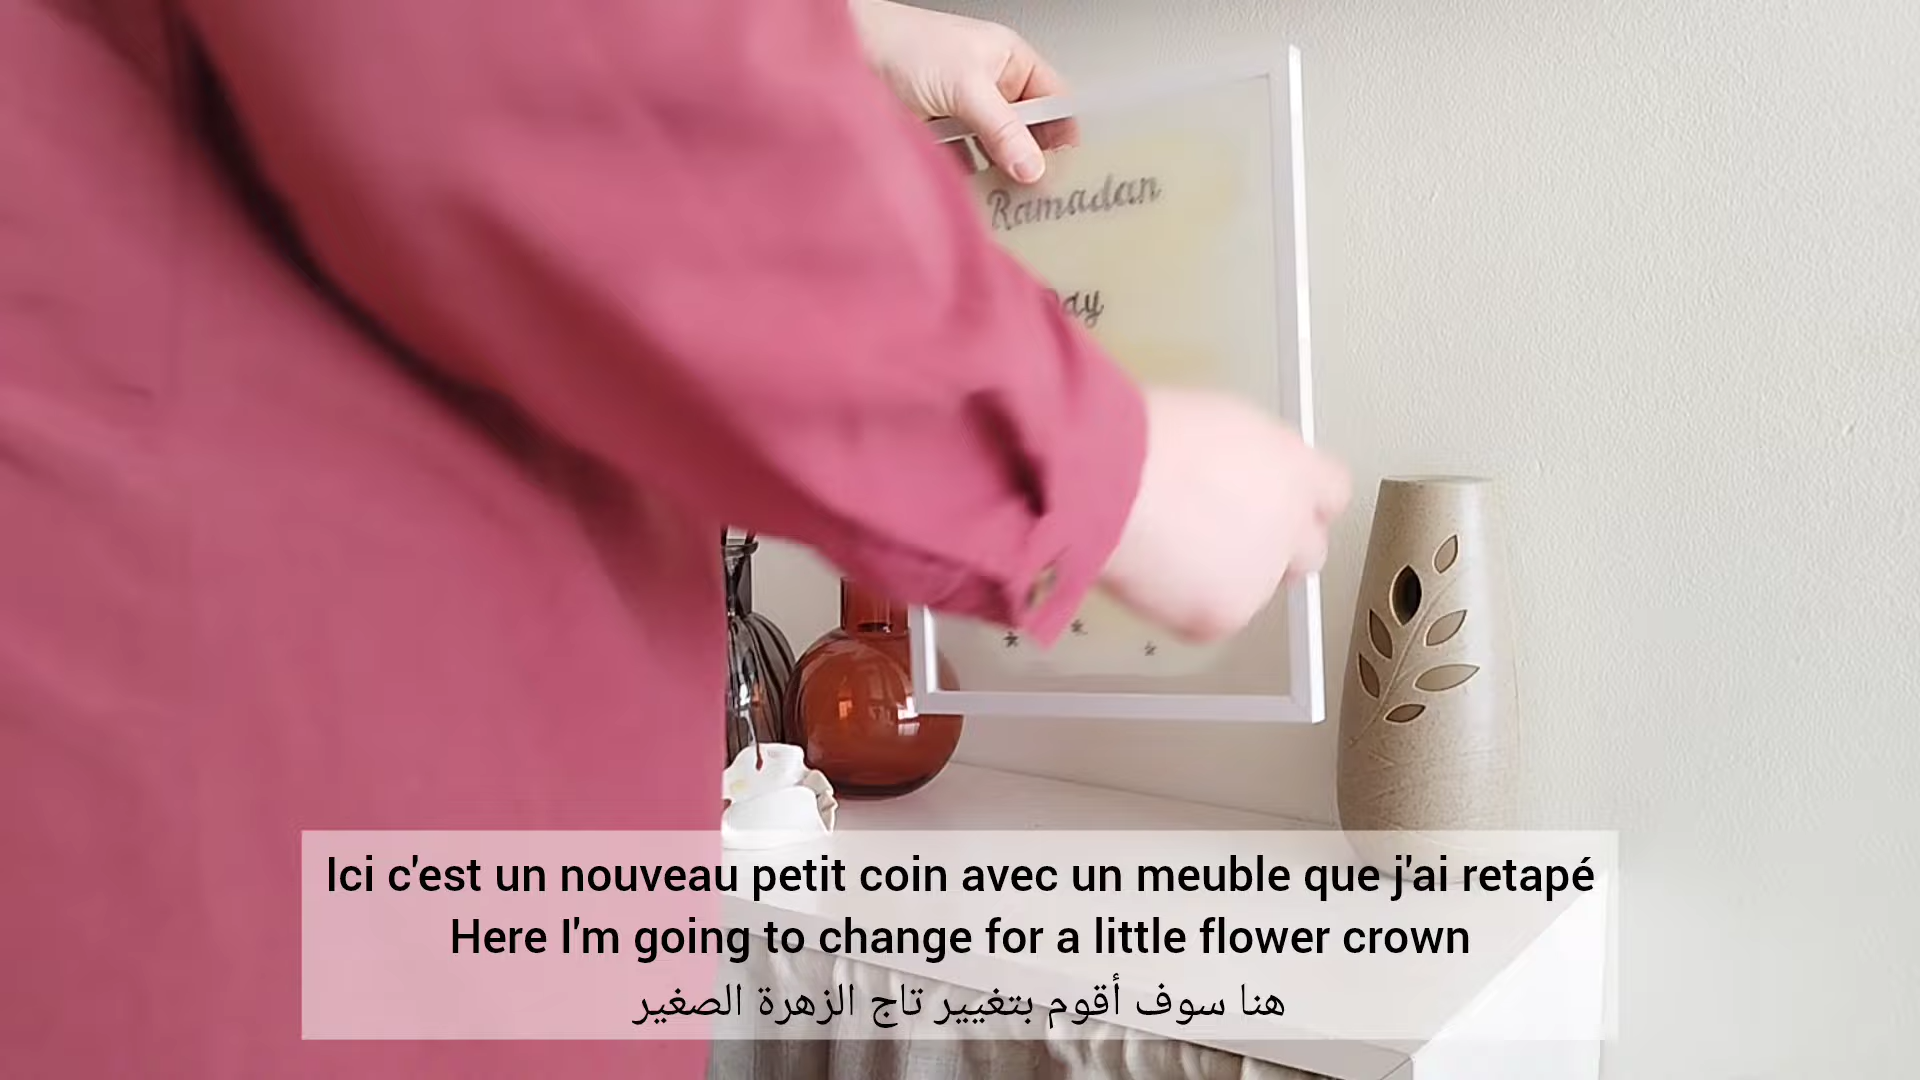 Ramadan
Day
Ici c'est un nouveau petit coin avec un meuble que j'ai retapé
Here I'm going to change for a little flower crown
هنا سوف أقوم بتغيير تاج الزهرة الصغير